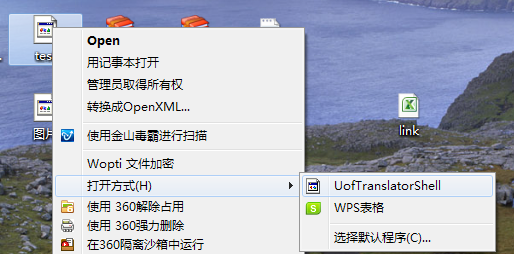 tes
Open
用记事本打开
管理员取得所有权
转换成OpenXML...
使用金山毒霸进行扫描
Wopti 文件加密
打开方式(H)
使用 360解除占用
使用 360强力删除
在360隔离沙箱中运行
图片
link
UofTranslatorShell
WPS表格
选择默认程序(C)...